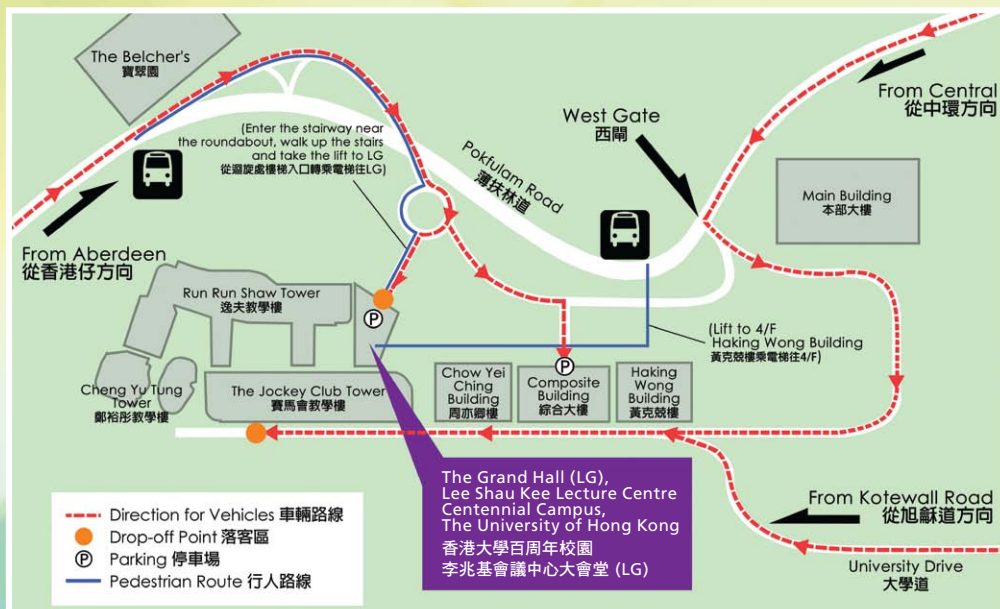 The Belcher's
寶翠園
From Central
從中環方向
West Gate
西閘
(Enter the stairway near
the roundabout, walk up the stairs
and take the lift to LG
從迴旋處樓梯入口轉乘電梯往LG)
Pokfulam Road
薄扶林道
Main Building
本部大樓
From Aberdeen
從香港仔方向
Run Run Shaw Tower
逸夫教學樓
P
(Lift to 4/F
Haking Wong Building
黃克兢樓乘電梯往4/F)
Cheng Yu Tung
Tower
鄭裕彤教學樓
The Jockey Club Tower
賽馬會教學樓
Chow Yei
Ching
Building
周亦卿樓
P
Composite
Building
綜合大樓
Haking
Wong
Building
黃克兢樓
The Grand Hall (LG),
Lee Shau Kee Lecture Centre
Centennial Campus,
The University of Hong Kong
香港大學百周年校園
李兆基會議中心大會堂 (LG)
From Kotewall Road
從旭龢道方向
University Drive
大學道
Direction for Vehicles 車輛路線
Drop-off Point 落客區
P Parking 停車場
Pedestrian Route 行人路線